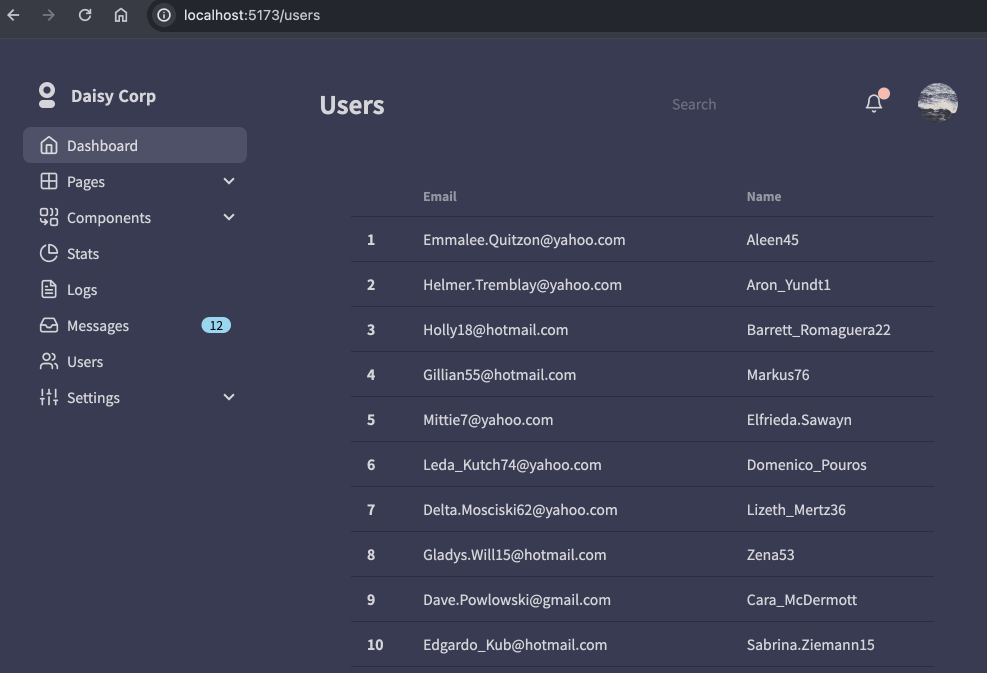 localhost:5173/users
Daisy Corp
Users
Search
Dashboard
Pages
Components
Stats
Logs
Messages 12
Users
Settings
Email Name
1 Emmalee.Quitzon@yahoo.com Aleen45
2 Helmer.Tremblay@yahoo.com Aron_Yundt1
3 Holly18@hotmail.com Barrett_Romaguera22
4 Gillian55@hotmail.com Markus76
5 Mittie7@yahoo.com Elfrieda.Sawayn
6 Leda_Kutch74@yahoo.com Domenico_Pouros
7 Delta.Mosciski62@yahoo.com Lizeth_Mertz36
8 Gladys.Will15@hotmail.com Zena53
9 Dave.Powlowski@gmail.com Cara_McDermott
10 Edgardo_Kub@hotmail.com Sabrina.Ziemann15